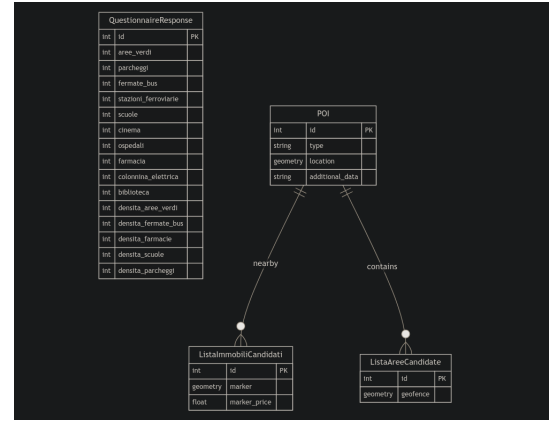 QuestionnaireResponse
int id PK
int aree_verdi
int parcheggi
int fermate_bus
int stazioni_ferroviarie
int scuole
int cinema
int ospedali
int farmacia
int colonnina_elettrica
int biblioteca
int densita_aree_verdi
int densita_fermate_bus
int densita_farmacie
int densita_scuole
int densita_parcheggi
POI
int id PK
string type
geometry location
string additional_data
nearby
contains
ListaImmobiliCandidati
int id PK
geometry marker
float marker_price
ListaAreeCandidate
int id PK
geometry geofence